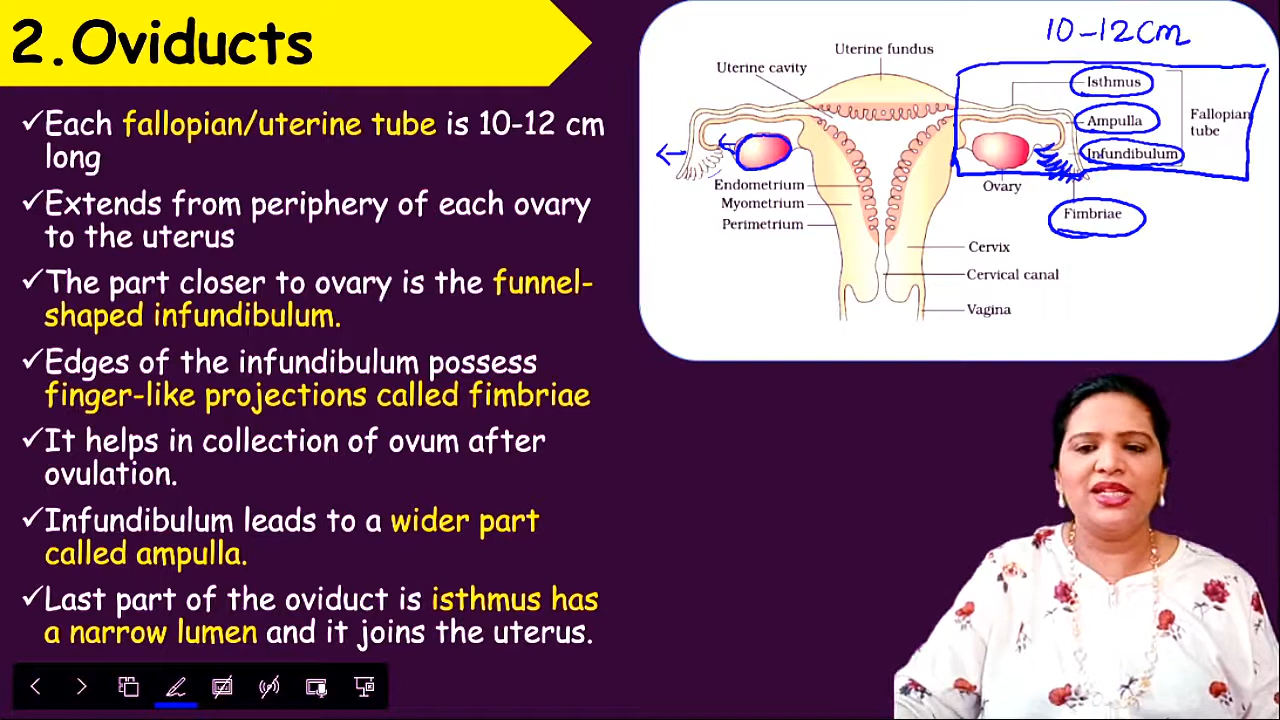 2.Oviducts
✓Each fallopian/uterine tube is 10-12 cm
long
✓Extends from periphery of each ovary
to the uterus
✓The part closer to ovary is the funnel-
shaped infundibulum.
✓Edges of the infundibulum possess
finger-like projections called fimbriae
✓It helps in collection of ovum after
ovulation.
✓Infundibulum leads to a wider part
called ampulla.
✓Last part of the oviduct is isthmus has
a narrow lumen and it joins the uterus.
10-12cm
Uterine fundus
Uterine cavity
Isthmus
Ampulla
Fallopian
tube
Infundibulum
Ovary
Fimbriae
Endometrium
Myometrium
Perimetrium
Cervix
Cervical canal
Vagina